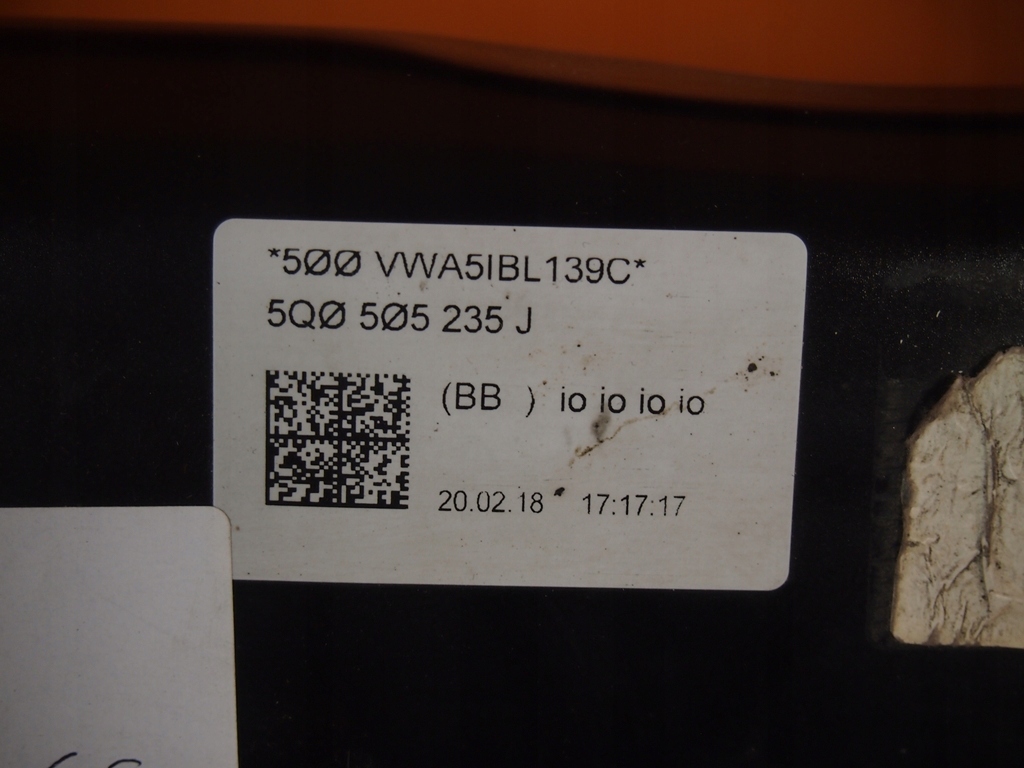 *5ØØ VWA5IBL139C*
5QØ 5Ø5 235 J
(BB ) io io io io
20.02.18 17:17:17